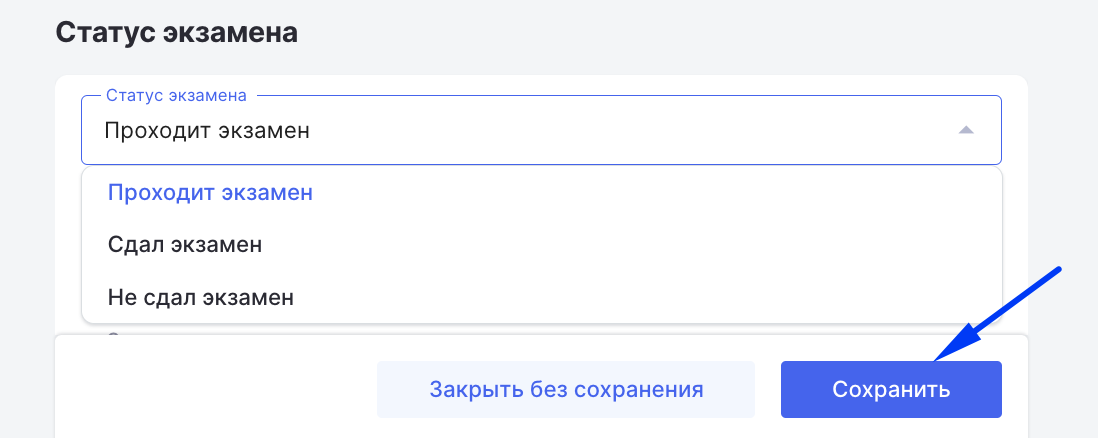 Статус экзамена
Статус экзамена
Проходит экзамен
Проходит экзамен
Сдал экзамен
Не сдал экзамен
Закрыть без сохранения
Сохранить